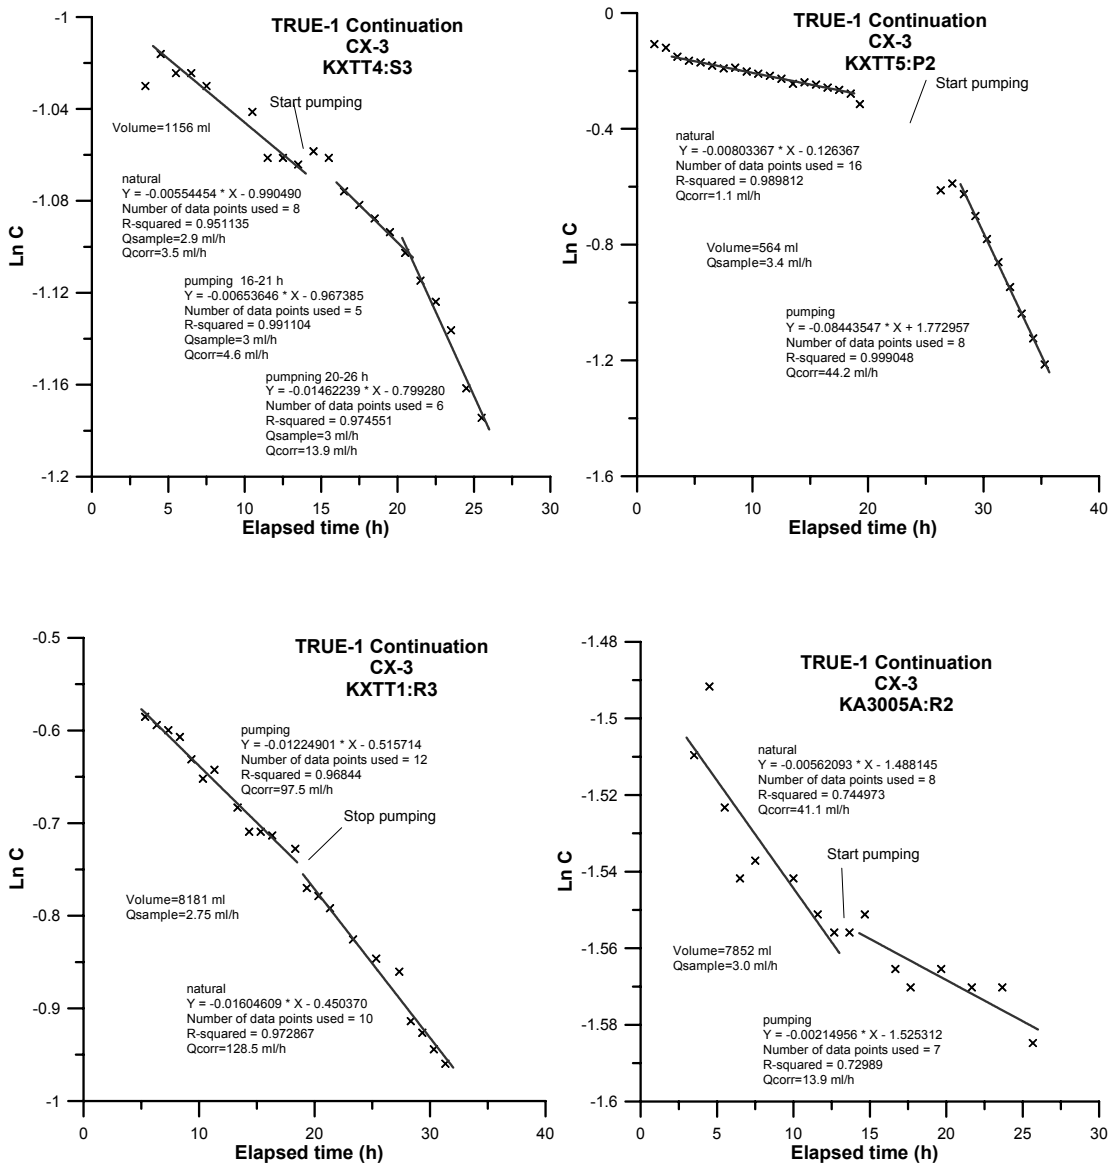 TRUE-1 Continuation
CX-3
KXTT4:S3
Start pumping
Volume=1156 ml
natural
Y = -0.00554454 * X - 0.990490
Number of data points used = 8
R-squared = 0.951135
Qsample=2.9 ml/h
Qcorr=3.5 ml/h
pumping 16-21 h
Y = -0.00653646 * X - 0.967385
Number of data points used = 5
R-squared = 0.991104
Qsample=3 ml/h
Qcorr=4.6 ml/h
pumpning 20-26 h
Y = -0.01462239 * X - 0.799280
Number of data points used = 6
R-squared = 0.974551
Qsample=3 ml/h
Qcorr=13.9 ml/h
Ln C
-1
-1.04
-1.08
-1.12
-1.16
-1.2
0 5 10 15 20 25 30
Elapsed time (h)
TRUE-1 Continuation
CX-3
KXTT5:P2
Start pumping
natural
Y = -0.00803367 * X - 0.126367
Number of data points used = 16
R-squared = 0.989812
Qcorr=1.1 ml/h
Volume=564 ml
Qsample=3.4 ml/h
pumping
Y = -0.08443547 * X + 1.772957
Number of data points used = 8
R-squared = 0.999048
Qcorr=44.2 ml/h
Ln C
0
-0.4
-0.8
-1.2
-1.6
0 10 20 30 40
Elapsed time (h)
TRUE-1 Continuation
CX-3
KXTT1:R3
pumping
Y = -0.01224901 * X - 0.515714
Number of data points used = 12
R-squared = 0.96844
Qcorr=97.5 ml/h
Stop pumping
Volume=8181 ml
Qsample=2.75 ml/h
natural
Y = -0.01604609 * X - 0.450370
Number of data points used = 10
R-squared = 0.972867
Qcorr=128.5 ml/h
Ln C
-0.5
-0.6
-0.7
-0.8
-0.9
-1
0 10 20 30 40
Elapsed time (h)
TRUE-1 Continuation
CX-3
KA3005A:R2
natural
Y = -0.00562093 * X - 1.488145
Number of data points used = 8
R-squared = 0.744973
Qcorr=41.1 ml/h
Start pumping
Volume=7852 ml
Qsample=3.0 ml/h
pumping
Y = -0.00214956 * X - 1.525312
Number of data points used = 7
R-squared = 0.72989
Qcorr=13.9 ml/h
Ln C
-1.48
-1.5
-1.52
-1.54
-1.56
-1.58
-1.6
0 5 10 15 20 25 30
Elapsed time (h)